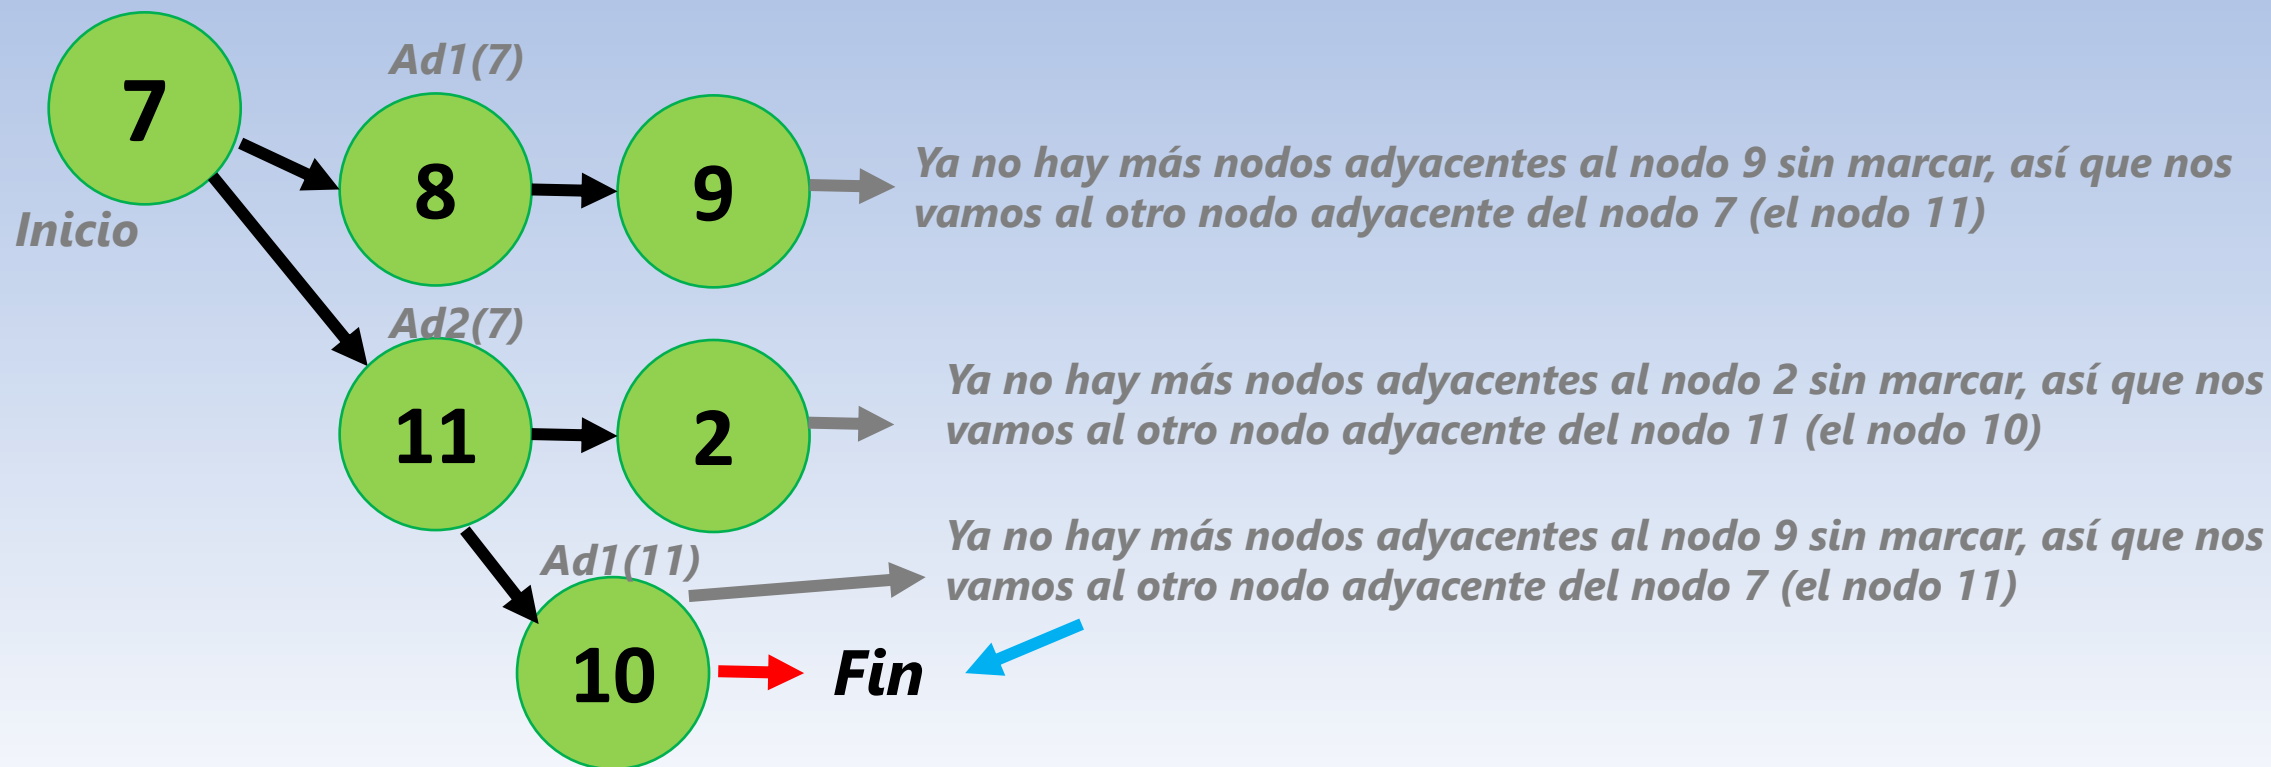 7
Ad1(7)
8
9
Inicio
Ya no hay más nodos adyacentes al nodo 9 sin marcar, así que nos
vamos al otro nodo adyacente del nodo 7 (el nodo 11)
Ad2(7)
11
2
Ya no hay más nodos adyacentes al nodo 2 sin marcar, así que nos
vamos al otro nodo adyacente del nodo 11 (el nodo 10)
Ad1(11)
Ya no hay más nodos adyacentes al nodo 9 sin marcar, así que nos
vamos al otro nodo adyacente del nodo 7 (el nodo 11)
10
Fin